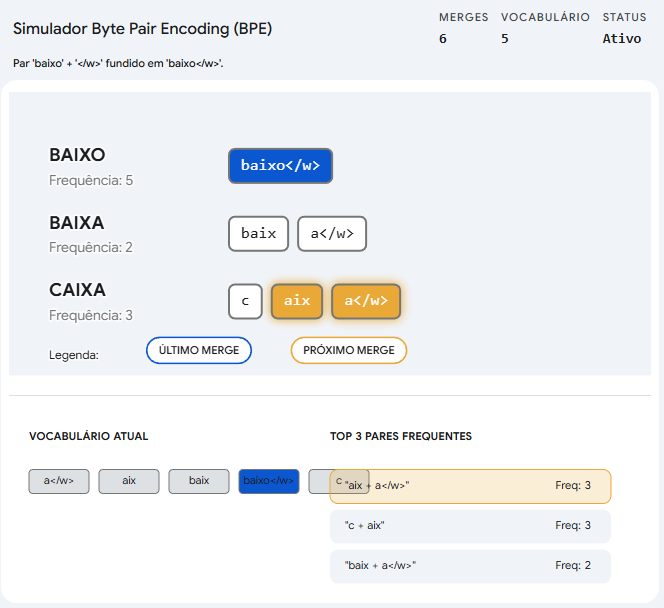 Simulador Byte Pair Encoding (BPE)
MERGES VOCABULÁRIO STATUS
6 5 Ativo
Par 'baixo' + '</w>' fundido em 'baixo</w>'.
BAIXO
Frequência: 5
baixo</w>
BAIXA
Frequência: 2
baix a</w>
CAIXA
Frequência: 3
c aix a</w>
Legenda:
ÚLTIMO MERGE
PRÓXIMO MERGE
VOCABULÁRIO ATUAL
a</w> aix baix baixo</w> c
TOP 3 PARES FREQUENTES
"aix + a</w>" Freq: 3
"c + aix" Freq: 3
"baix + a</w>" Freq: 2